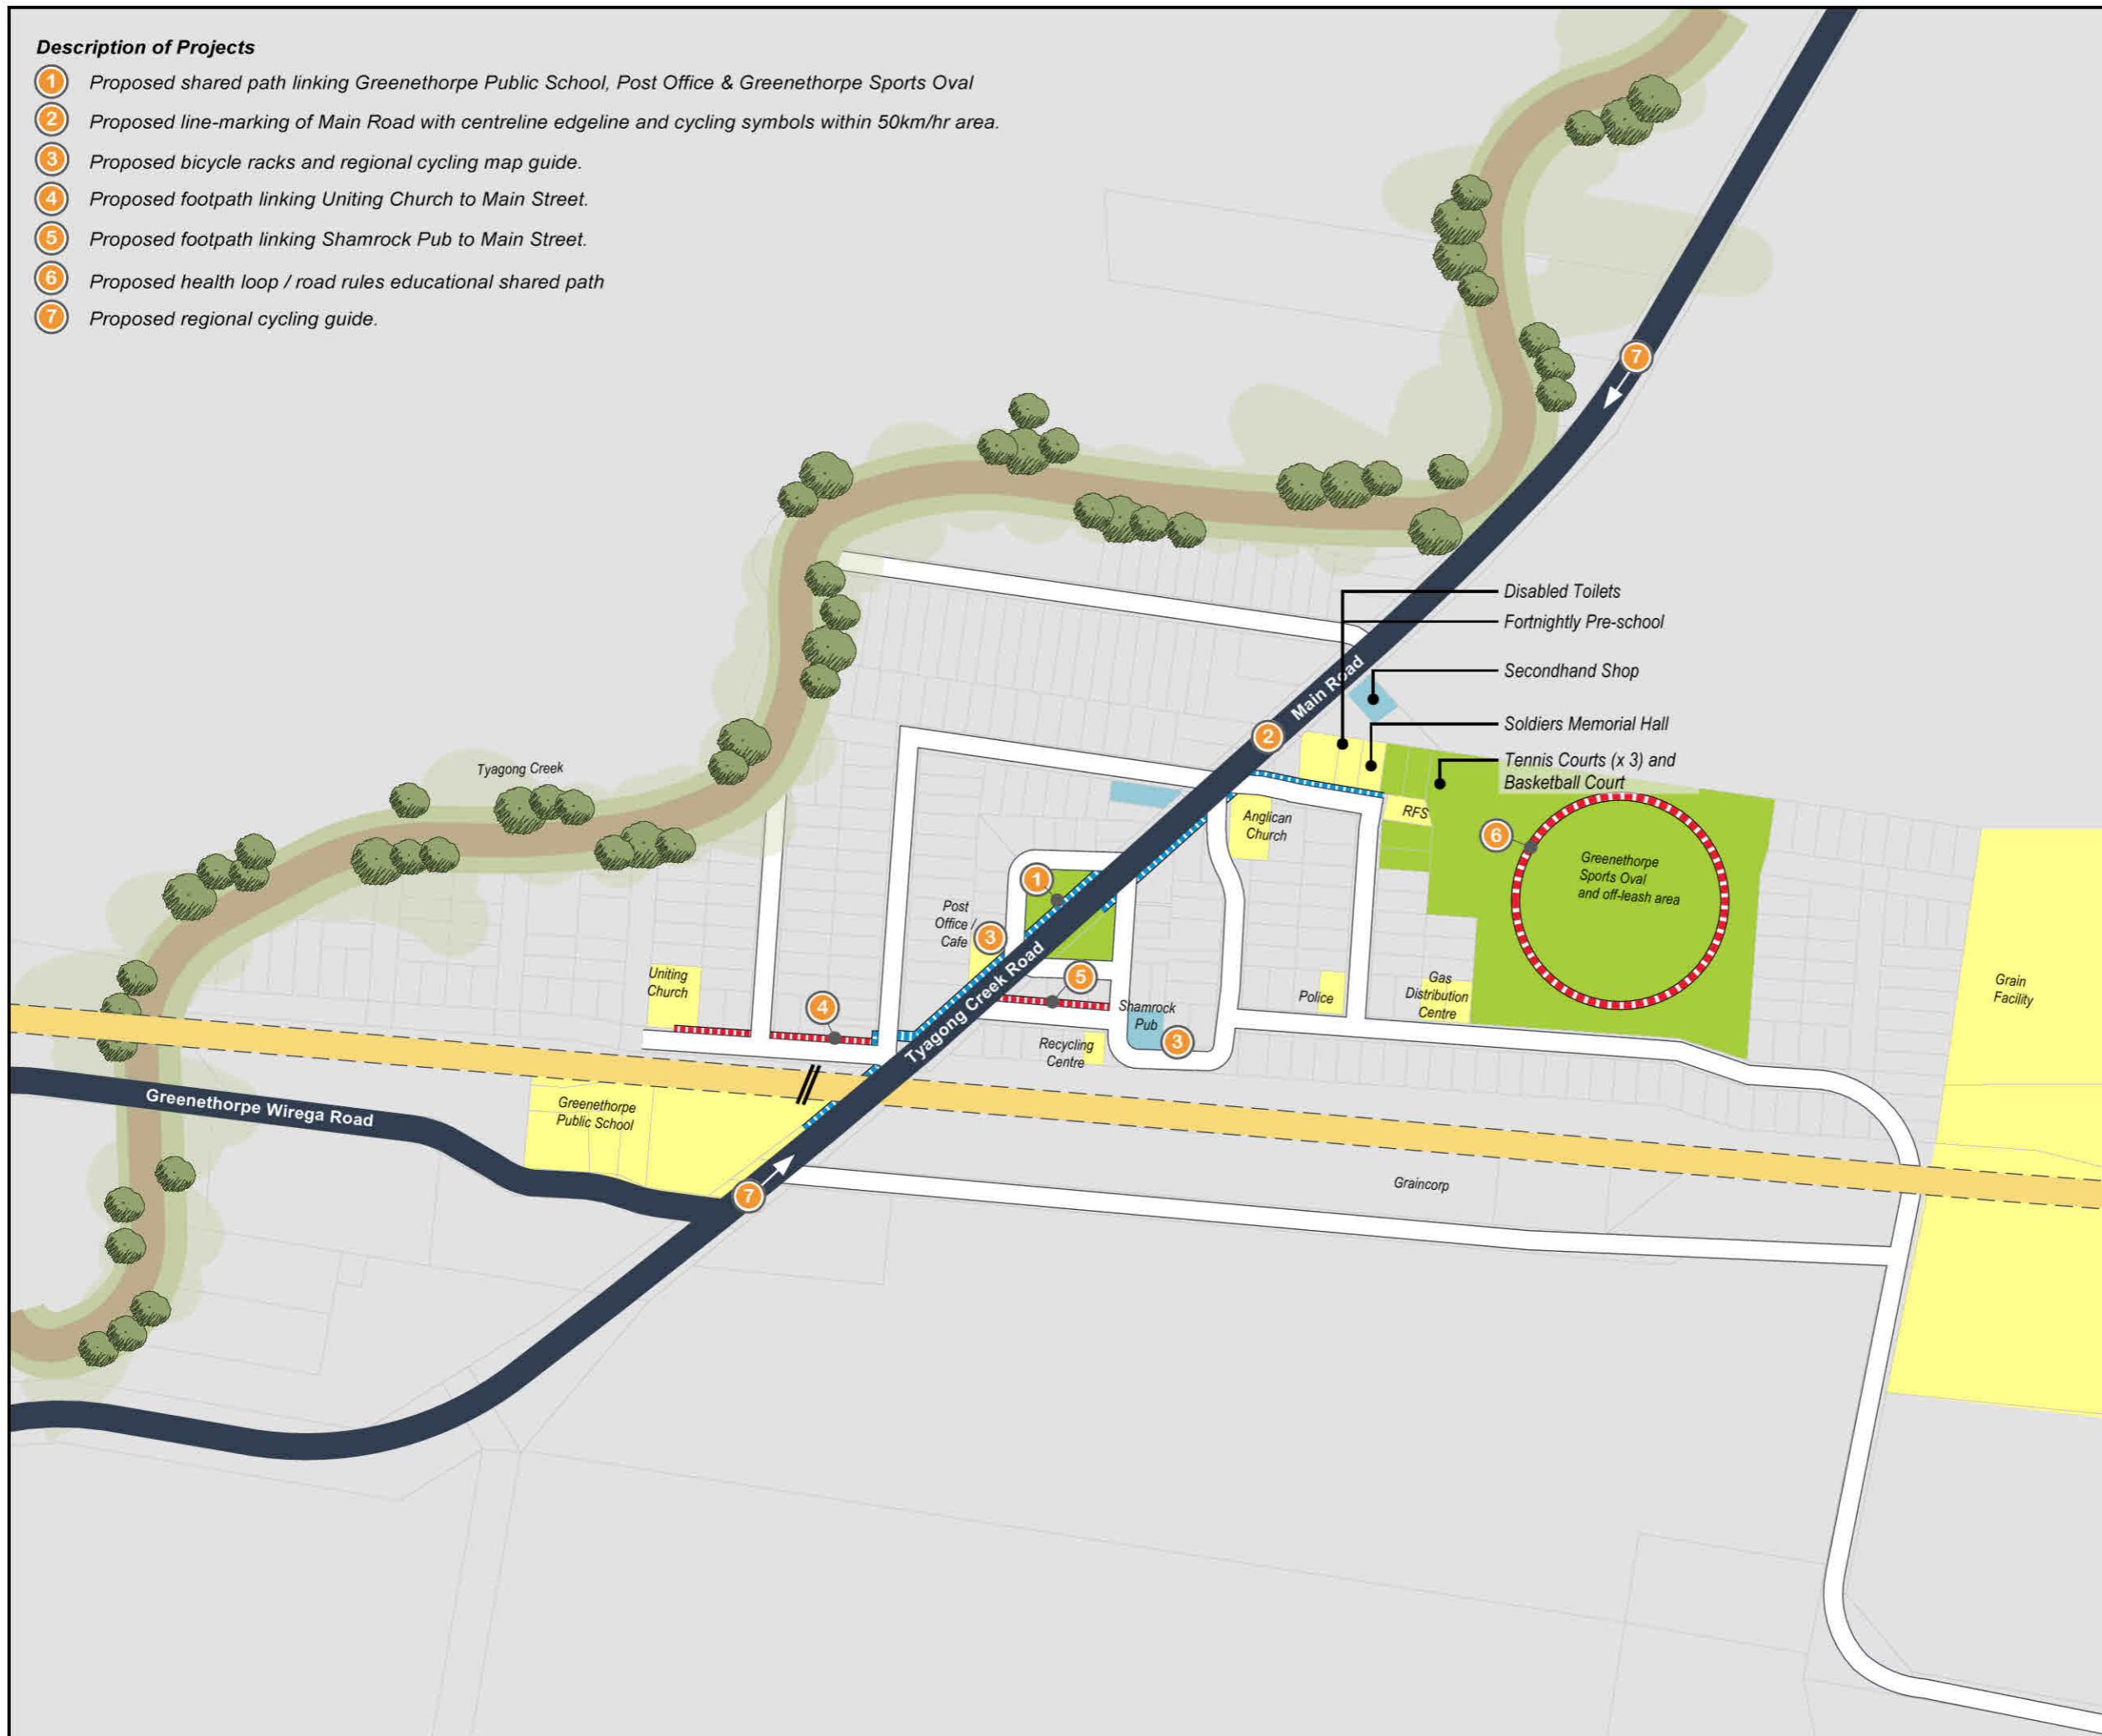 Description of Projects
1 Proposed shared path linking Greenethorpe Public School, Post Office & Greenethorpe Sports Oval
2 Proposed line-marking of Main Road with centreline edgeline and cycling symbols within 50km/hr area.
3 Proposed bicycle racks and regional cycling map guide.
4 Proposed footpath linking Uniting Church to Main Street.
5 Proposed footpath linking Shamrock Pub to Main Street.
6 Proposed health loop / road rules educational shared path
7 Proposed regional cycling guide.
7
Disabled Toilets
Fortnightly Pre-school
Secondhand Shop
Soldiers Memorial Hall
Tennis Courts (x 3) and
Basketball Court
Main Road
2
Tyagong Creek
RFS
Anglican
Church
6
Greenethorpe
Sports Oval
and off-leash area
1
Post
Office /
Cafe
3
Tyagong Creek Road
5
Uniting
Church
4
Shamrock
Pub
3
Recycling
Centre
Police
Gas
Distribution
Centre
Grain
Facility
Greenethorpe Wirega Road
Greenethorpe
Public School
7
Graincorp